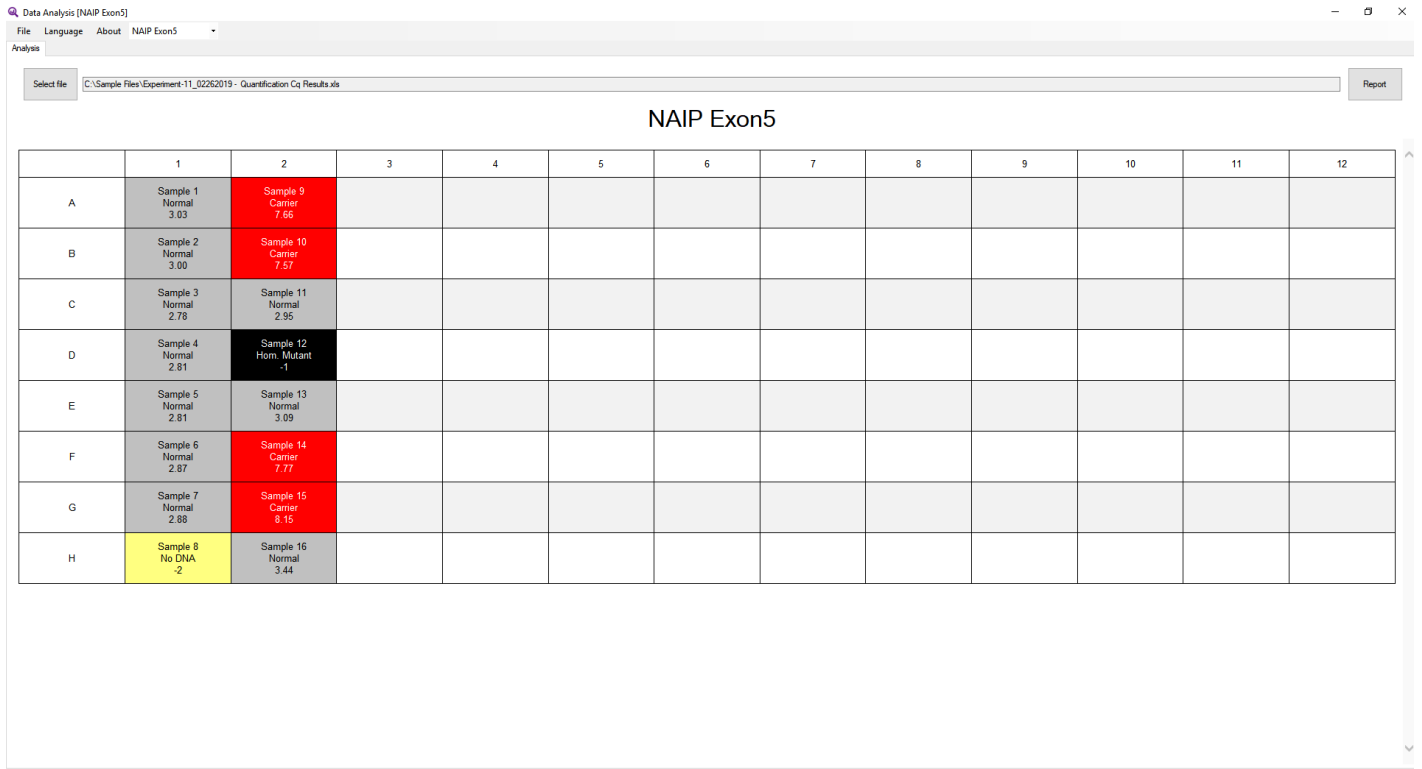 Data Analysis [NAIP Exon5]
File Language About NAIP Exon5
Analysis
Select file C:\Sample Files\Experiment-11_02262019 - Quantification Cq Results.xls Report
NAIP Exon5
1 2 3 4 5 6 7 8 9 10 11 12
A
Sample 1
Normal
3.03
Sample 9
Carrier
7.66
B
Sample 2
Normal
3.00
Sample 10
Carrier
7.57
C
Sample 3
Normal
2.78
Sample 11
Normal
2.95
D
Sample 4
Normal
2.81
Sample 12
Hom. Mutant
-1
E
Sample 5
Normal
2.81
Sample 13
Normal
3.09
F
Sample 6
Normal
2.87
Sample 14
Carrier
7.77
G
Sample 7
Normal
2.88
Sample 15
Carrier
8.15
H
Sample 8
No DNA
-2
Sample 16
Normal
3.44